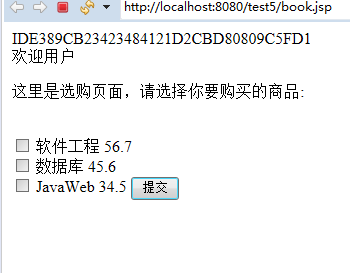 http://localhost:8080/test5/book.jsp
IDE389CB23423484121D2CBD80809C5FD1
欢迎用户
这里是选购页面，请选择你要购买的商品:
软件工程 56.7
数据库 45.6
JavaWeb 34.5 提交